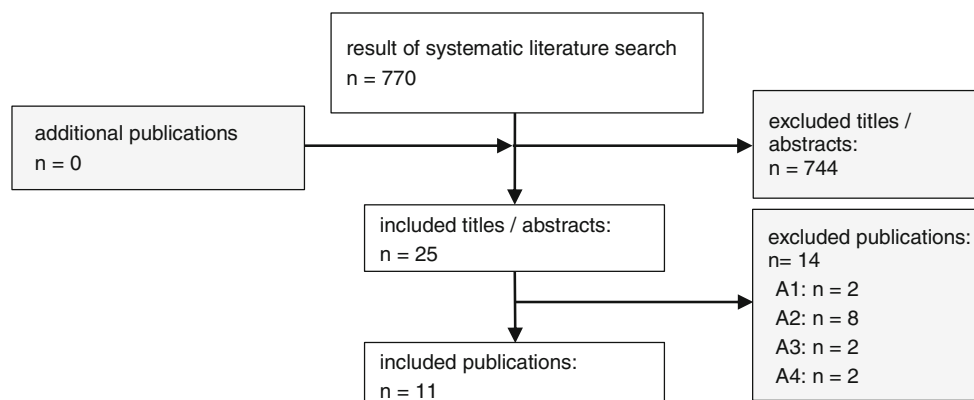 result of systematic literature search
n = 770
additional publications
n = 0
excluded titles /
abstracts:
n = 744
included titles / abstracts:
n = 25
excluded publications:
n= 14
A1: n = 2
A2: n = 8
A3: n = 2
A4: n = 2
included publications:
n = 11